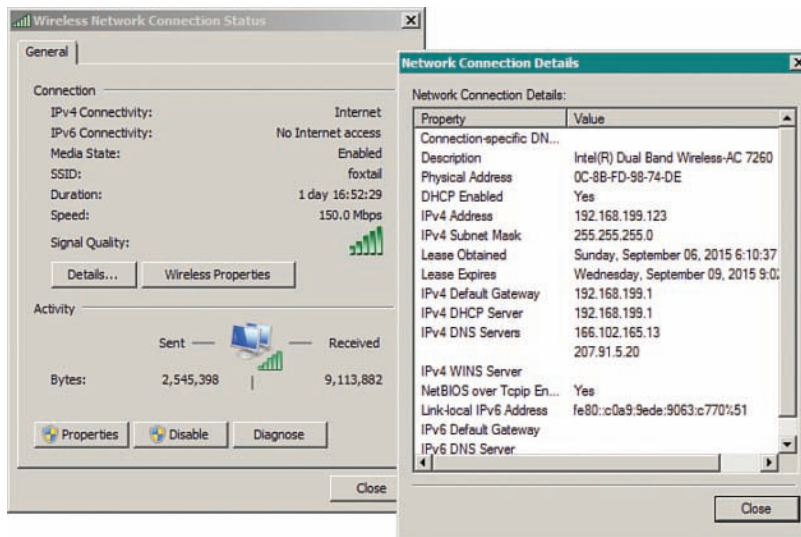 Wireless Network Connection Status
General
Connection
IPv4 Connectivity: Internet
IPv6 Connectivity: No Internet access
Media State: Enabled
SSID: foxtail
Duration: 1 day 16:52:29
Speed: 150.0 Mbps
Signal Quality:
Details... Wireless Properties
Activity
Sent Received
Bytes: 2,545,398 9,113,882
Properties Disable Diagnose
Close
Network Connection Details
Network Connection Details:
Property Value
Connection-specific DN...
Description Intel(R) Dual Band Wireless-AC 7260
Physical Address 0C-8B-FD-98-74-DE
DHCP Enabled Yes
IPv4 Address 192.168.199.123
IPv4 Subnet Mask 255.255.255.0
Lease Obtained Sunday, September 06, 2015 6:10:37
Lease Expires Wednesday, September 09, 2015 9:02
IPv4 Default Gateway 192.168.199.1
IPv4 DHCP Server 192.168.199.1
IPv4 DNS Servers 166.102.165.13
207.91.5.20
IPv4 WINS Server
NetBIOS over Tcpip En... Yes
Link-local IPv6 Address fe80::c0a9:9ede:9063:c770%51
IPv6 Default Gateway
IPv6 DNS Server
Close